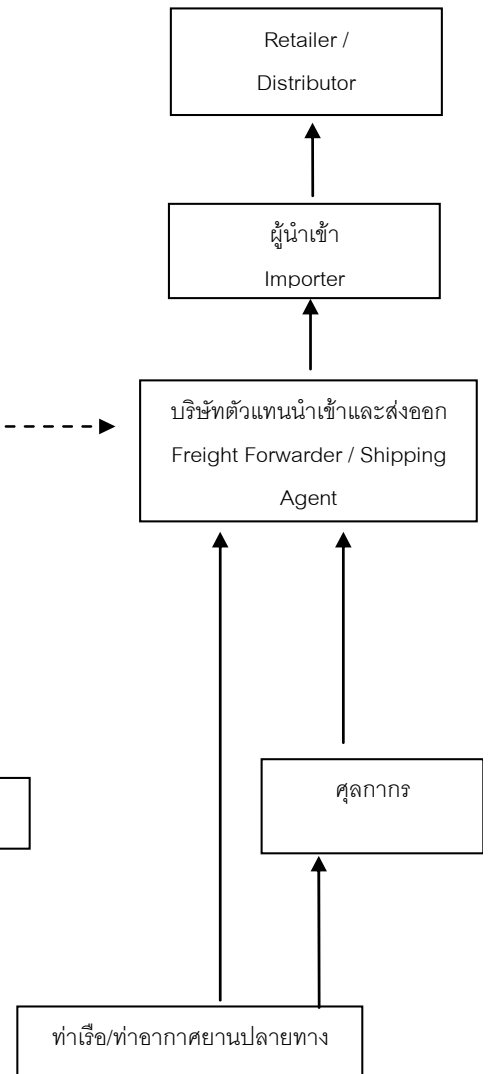 Retailer /
Distributor
ผู้นำเข้า
Importer
บริษัทตัวแทนนำเข้าและส่งออก
Freight Forwarder / Shipping
Agent
ศุลกากร
ท่าเรือ/ท่าอากาศยานปลายทาง